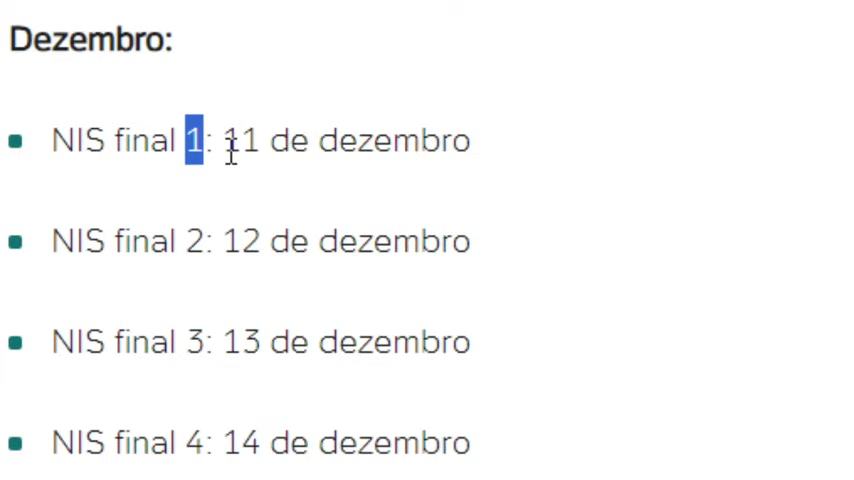 Dezembro:
NIS final 1: 11 de dezembro
NIS final 2: 12 de dezembro
NIS final 3: 13 de dezembro
NIS final 4: 14 de dezembro